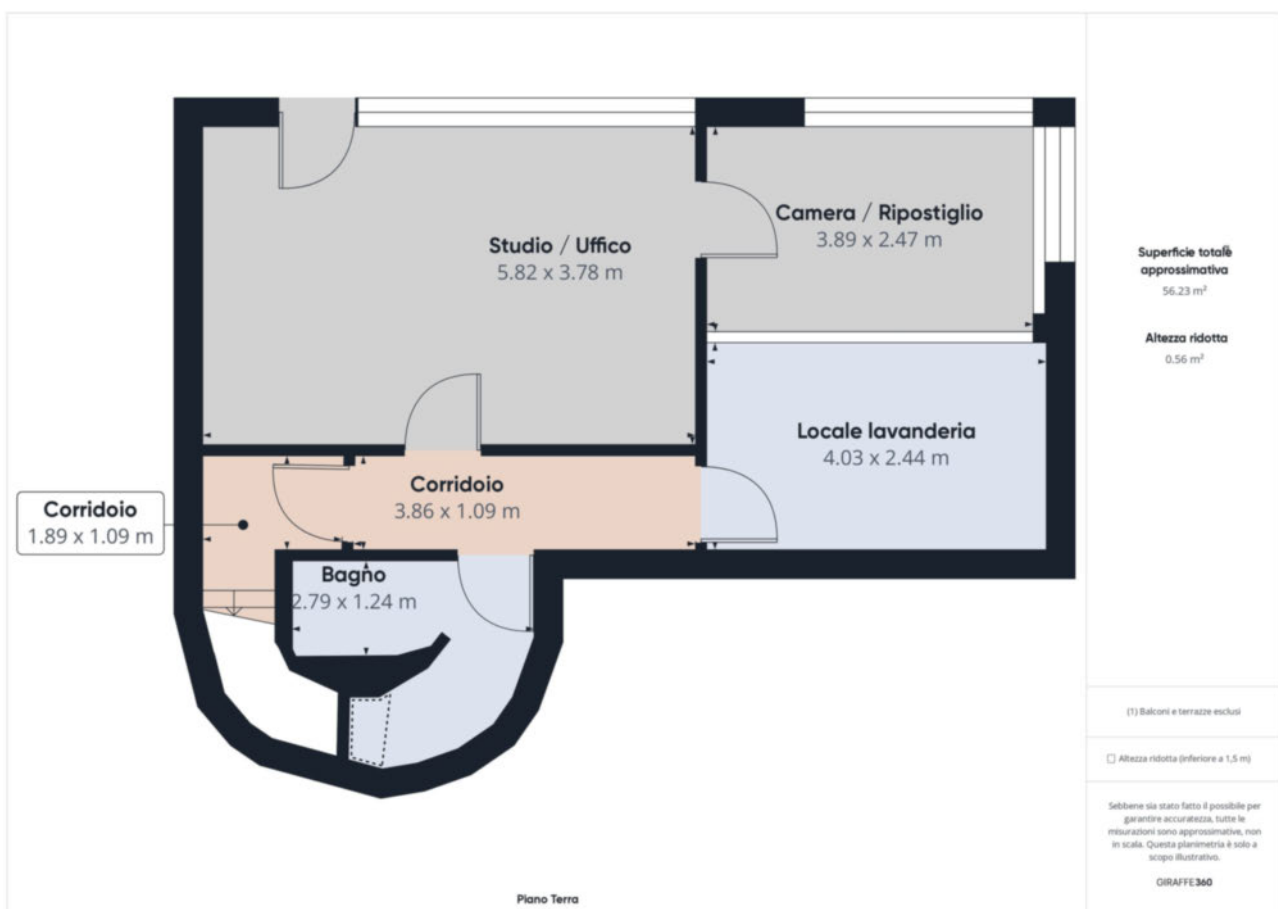 Studio / Uffico
5.82 x 3.78 m
Camera / Ripostiglio
3.89 x 2.47 m
Locale lavanderia
4.03 x 2.44 m
Corridoio
3.86 x 1.09 m
Corridoio
1.89 x 1.09 m
Bagno
2.79 x 1.24 m
Piano Terra
Superficie totale
approssimativa
56.23 m²
Altezza ridotta
0.56 m²
(1) Balconi e terrazze esclusi
Altezza ridotta (inferiore a 1,5 m)
Sebbene sia stato fatto il possibile per
garantire accuratezza, tutte le
misurazioni sono approssimative, non
in scala. Questa planimetria è solo a
scopo illustrativo.
GIRAFFE360